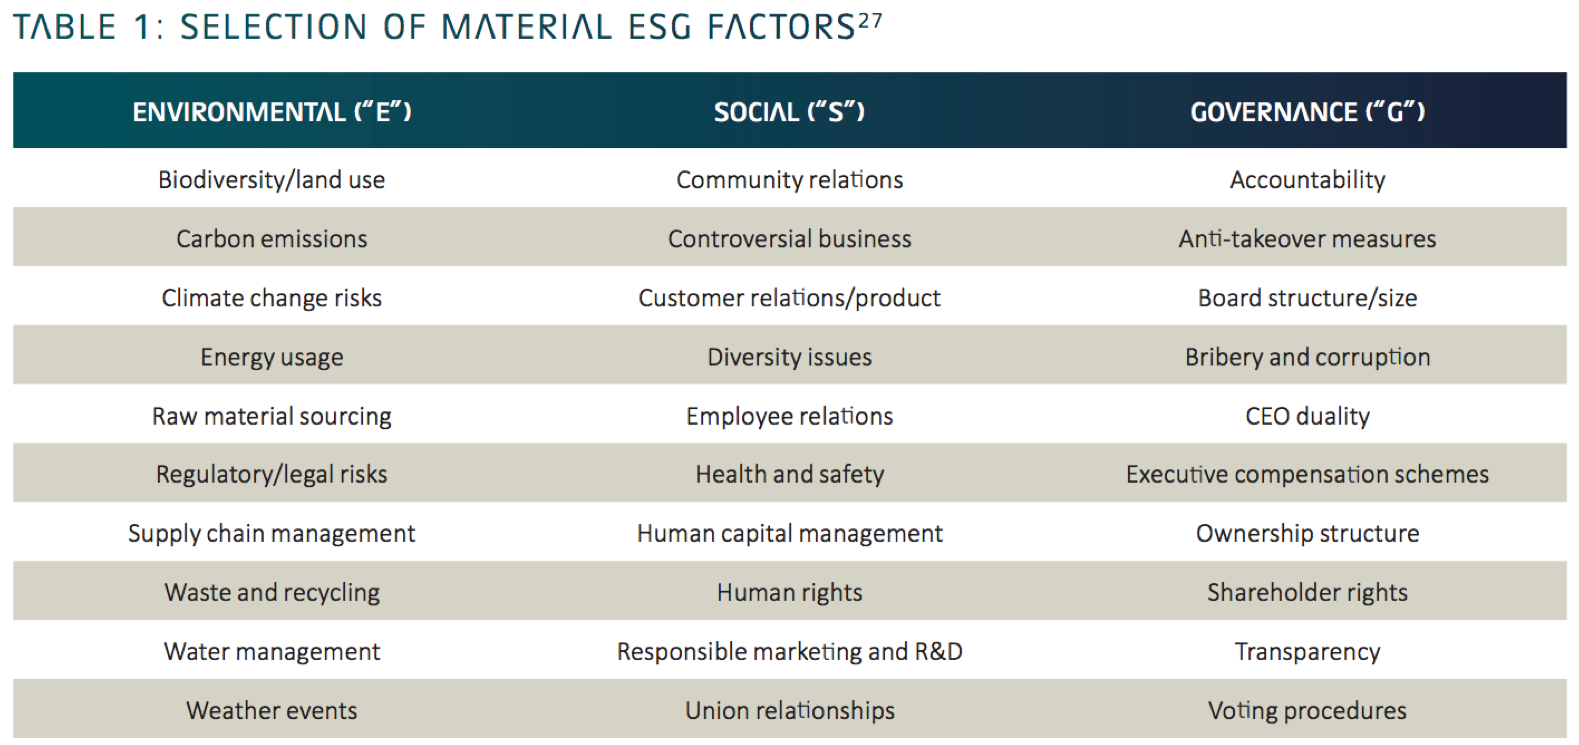 TABLE 1: SELECTION OF MATERIAL ESG FACTORS27
ENVIRONMENTAL ("E") SOCIAL ("S") GOVERNANCE ("G")
Biodiversity/land use Community relations Accountability
Carbon emissions Controversial business Anti-takeover measures
Climate change risks Customer relations/product Board structure/size
Energy usage Diversity issues Bribery and corruption
Raw material sourcing Employee relations CEO duality
Regulatory/legal risks Health and safety Executive compensation schemes
Supply chain management Human capital management Ownership structure
Waste and recycling Human rights Shareholder rights
Water management Responsible marketing and R&D Transparency
Weather events Union relationships Voting procedures